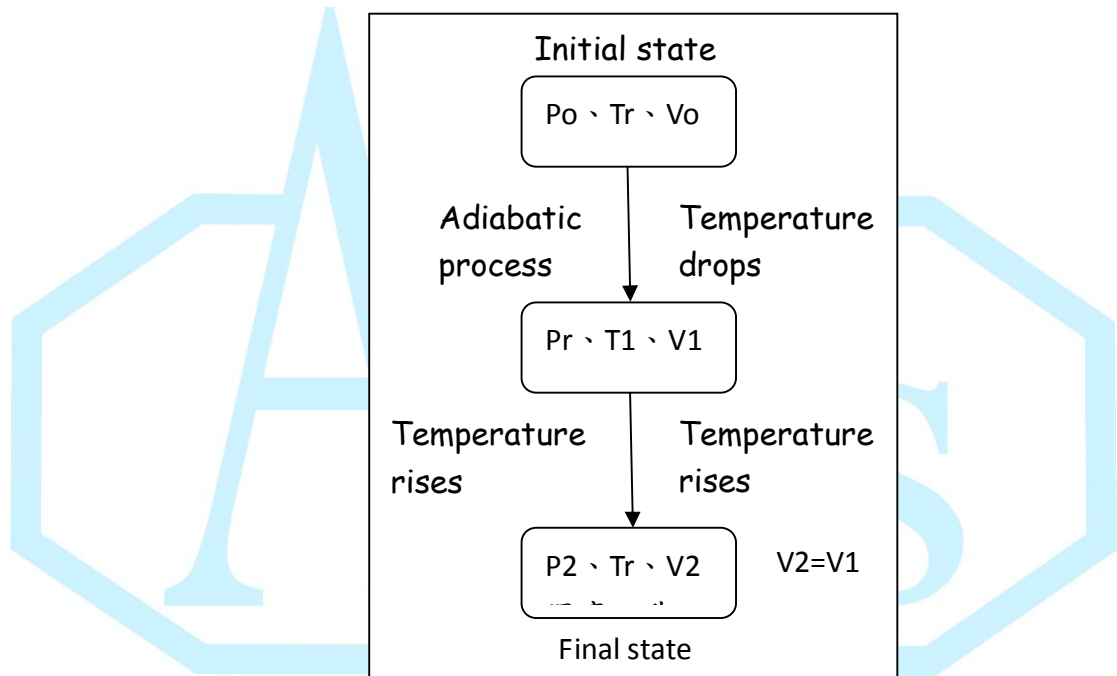 Initial state
Po、Tr、Vo
Adiabatic
process
Temperature
drops
Pr、T1、V1
Temperature
rises
Temperature
rises
P2、Tr、V2
V2=V1
Final state